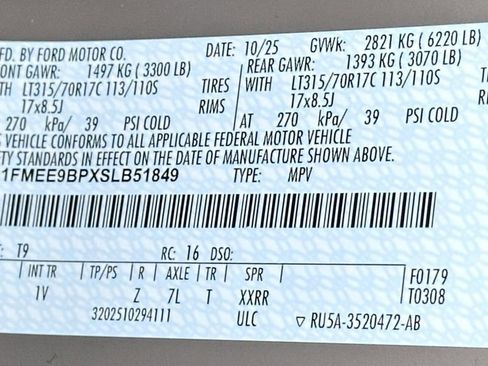 MFD. BY FORD MOTOR CO. DATE: 10/25 GVWR: 2821 KG (6220 LB)
FRONT GAWR: 1497 KG (3300 LB) REAR GAWR: 1393 KG (3070 LB)
WITH LT315/70R17C 113/110S TIRES WITH LT315/70R17C 113/110S
17x8.5J RIMS 17x8.5J
AT 270 kPa/ 39 PSI COLD AT 270 kPa/ 39 PSI COLD
THIS VEHICLE CONFORMS TO ALL APPLICABLE FEDERAL MOTOR VEHICLE
SAFETY STANDARDS IN EFFECT ON THE DATE OF MANUFACTURE SHOWN ABOVE.
1FMEE9BPXSLB51849 TYPE: MPV
T9 RC: 16 DSO:
INT TR TP/PS R AXLE TR SPR F0179
1V Z 7L T XXRR T0308
3202510294111 ULC ▽ RU5A-3520472-AB